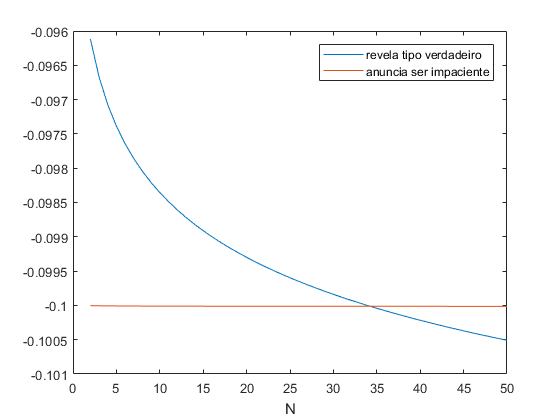 -0.096
-0.0965
-0.097
-0.0975
-0.098
-0.0985
-0.099
-0.0995
-0.1
-0.1005
-0.101
revela tipo verdadeiro
anuncia ser impaciente
0 5 10 15 20 25 30 35 40 45 50
N